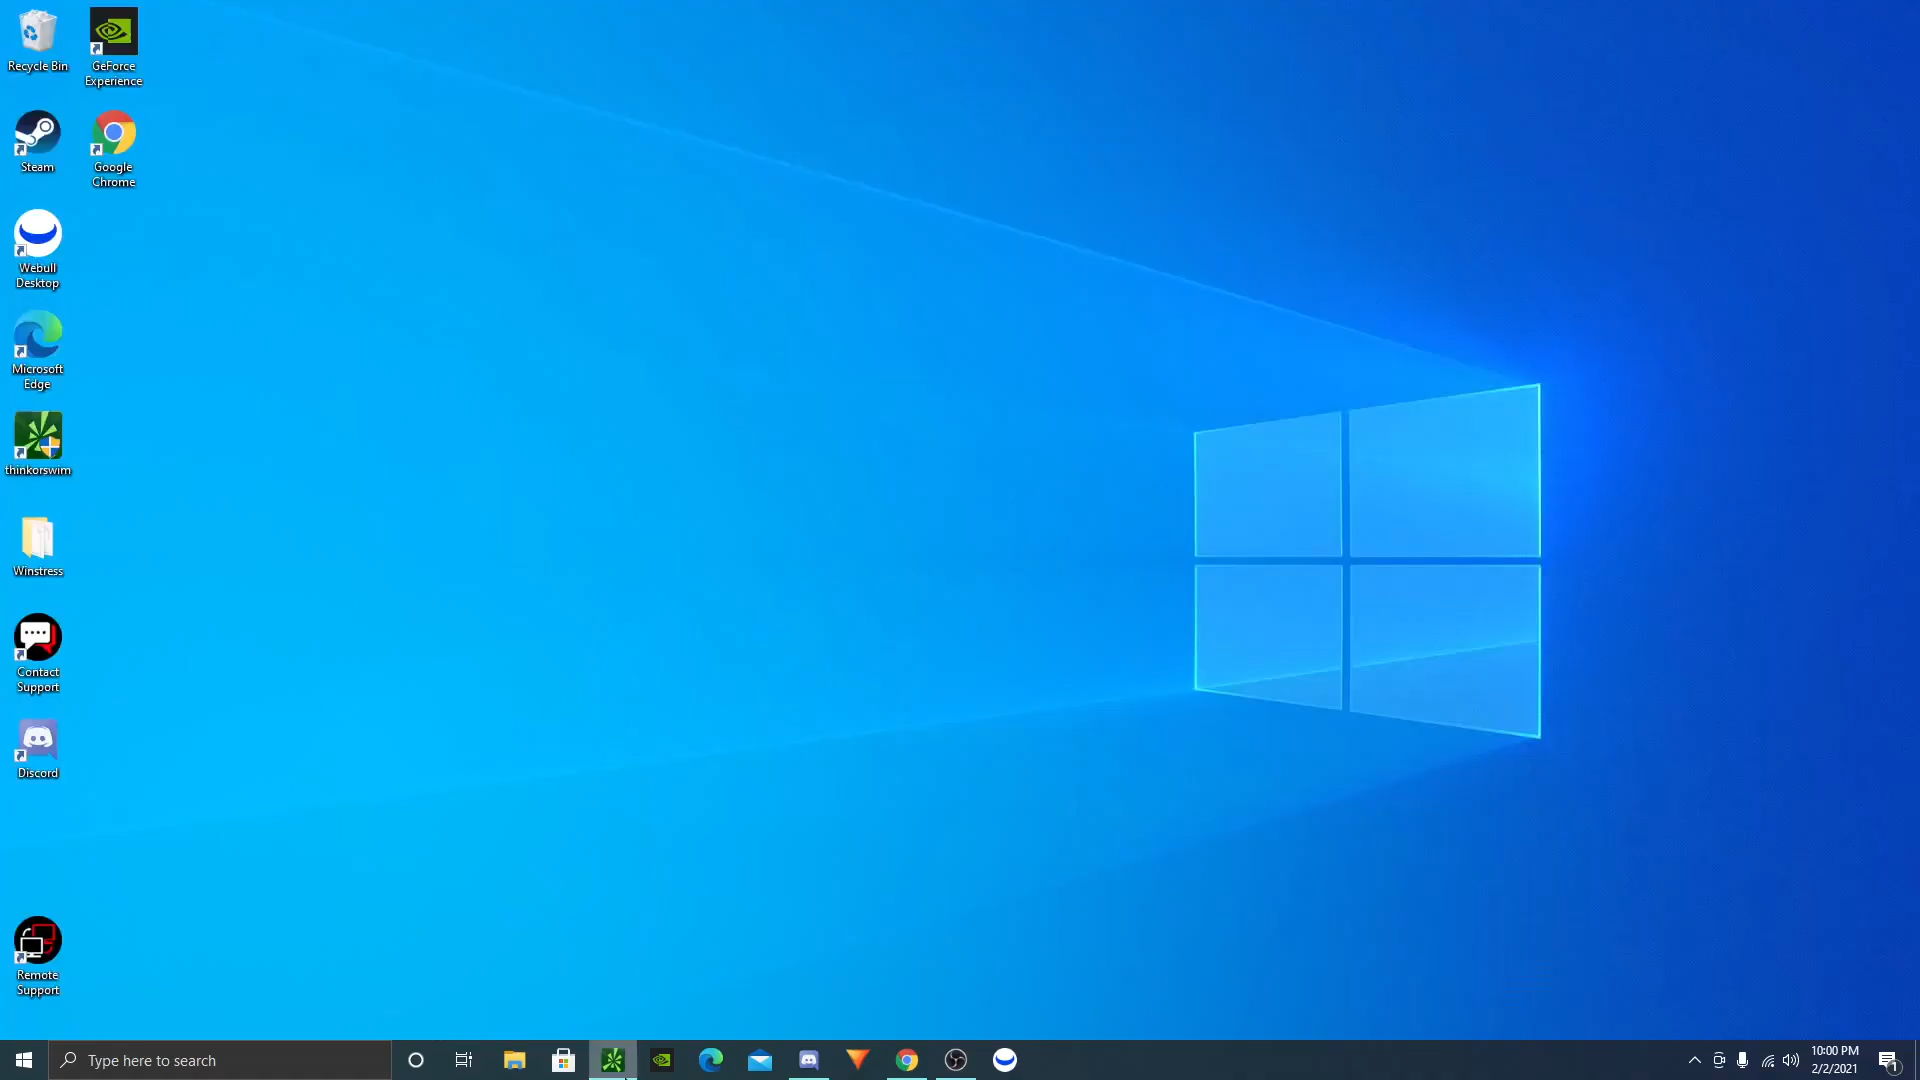 Recycle Bin
GeForce
Experience
Steam
Google
Chrome
Webull
Desktop
Microsoft
Edge
thinkorswim
Winstress
Contact
Support
Discord
Remote
Support
Type here to search
10:00 PM
2/2/2021
1